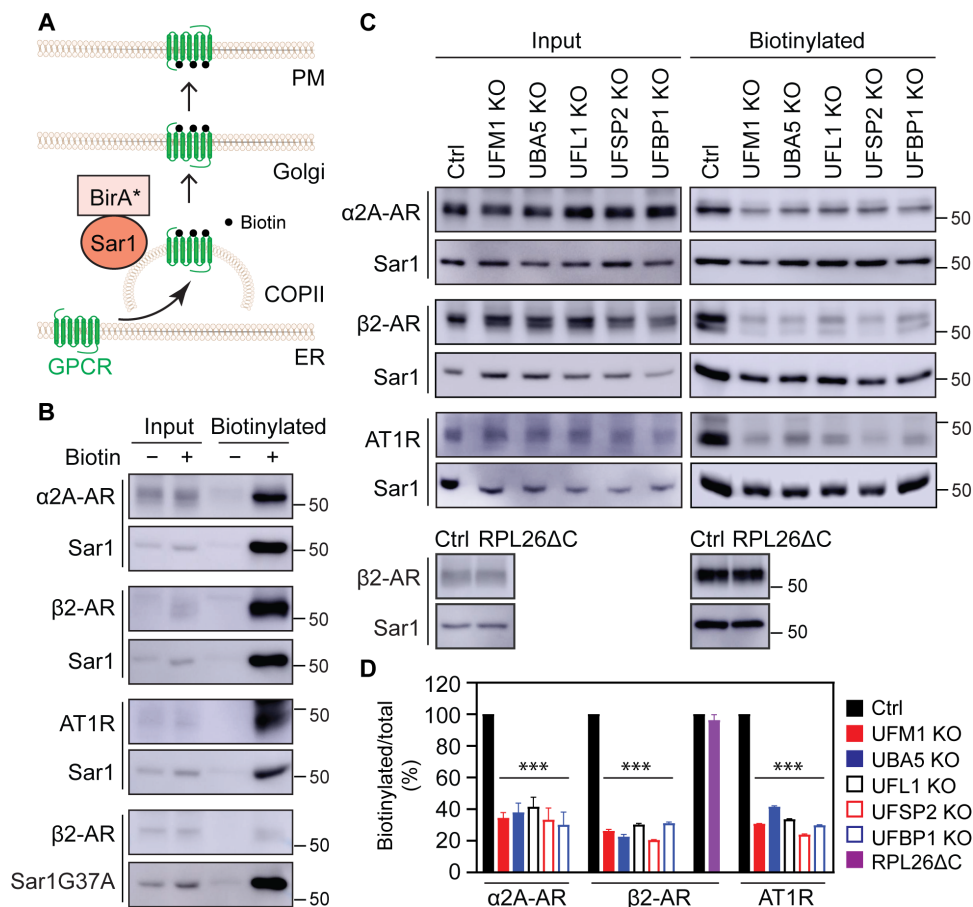 A
PM
Golgi
BirA*
Sar1
Biotin
COPII
GPCR
ER
B
Input Biotinylated
Biotin – + – +
α2A-AR 50
Sar1 50
β2-AR 50
Sar1 50
AT1R 50
Sar1 50
β2-AR 50
Sar1G37A 50
C
Input Biotinylated
Ctrl UFM1 KO UBA5 KO UFL1 KO UFSP2 KO UFBP1 KO Ctrl UFM1 KO UBA5 KO UFL1 KO UFSP2 KO UFBP1 KO
α2A-AR 50
Sar1 50
β2-AR 50
Sar1 50
AT1R 50
Sar1 50
Ctrl RPL26ΔC Ctrl RPL26ΔC
β2-AR 50
Sar1 50
D
Biotinylated/total
(%)
120
100
80
60
40
20
0
*** *** ***
α2A-AR β2-AR AT1R
Ctrl
UFM1 KO
UBA5 KO
UFL1 KO
UFSP2 KO
UFBP1 KO
RPL26ΔC